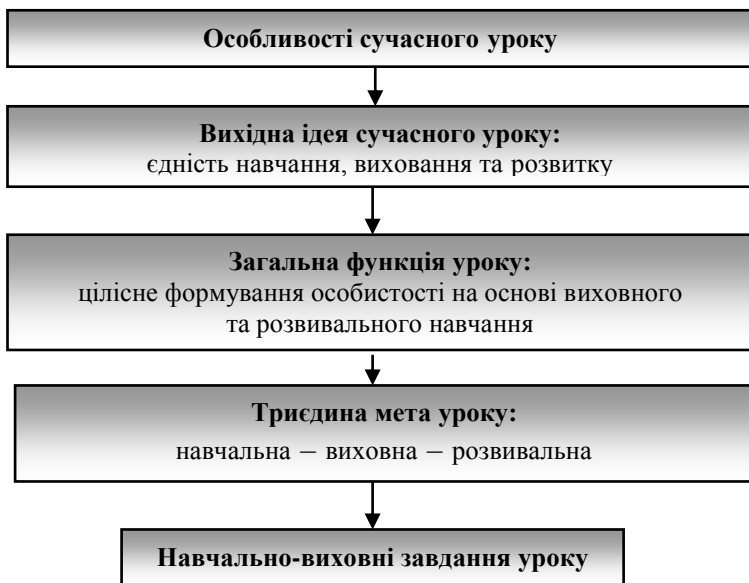 Особливості сучасного уроку
Вихідна ідея сучасного уроку:
єдність навчання, виховання та розвитку
Загальна функція уроку:
цілісне формування особистості на основі виховного
та розвивального навчання
Триєдина мета уроку:
навчальна – виховна – розвивальна
Навчально-виховні завдання уроку